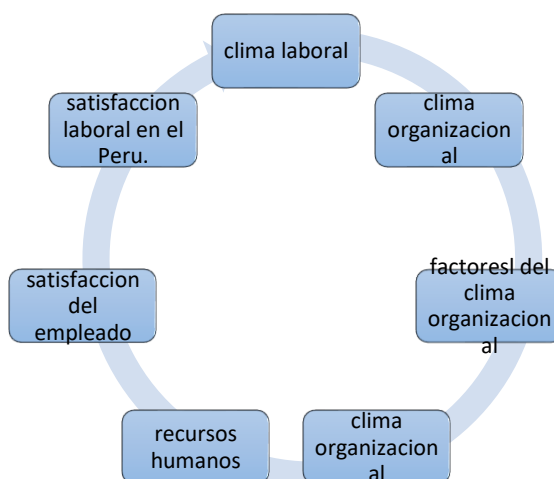 clima laboral
clima
organizacion
al
factoresl del
clima
organizacion
al
clima
organizacion
al
recursos
humanos
satisfaccion
del
empleado
satisfaccion
laboral en el
Peru.